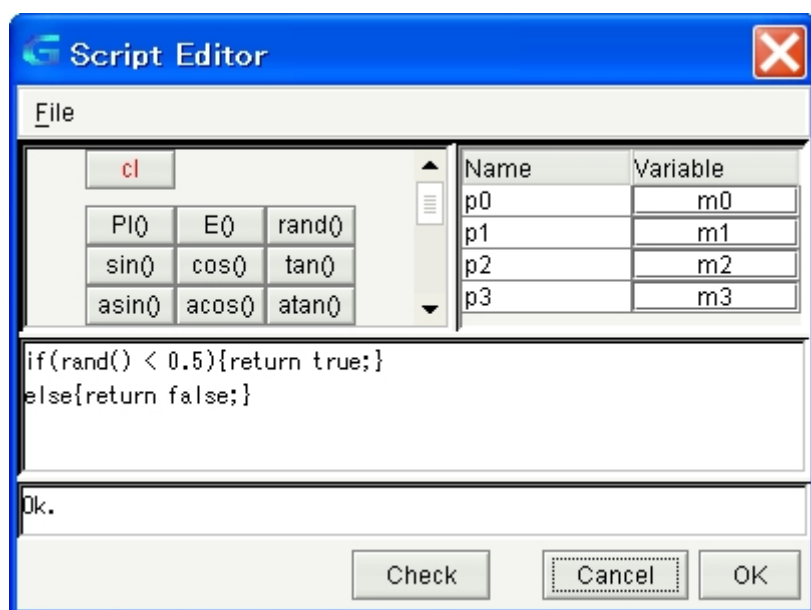 Script Editor
File
cl
PI() E() rand()
sin() cos() tan()
asin() acos() atan()
Name Variable
p0 m0
p1 m1
p2 m2
p3 m3
if(rand() < 0.5){return true;}
else{return false;}
Ok.
Check Cancel OK